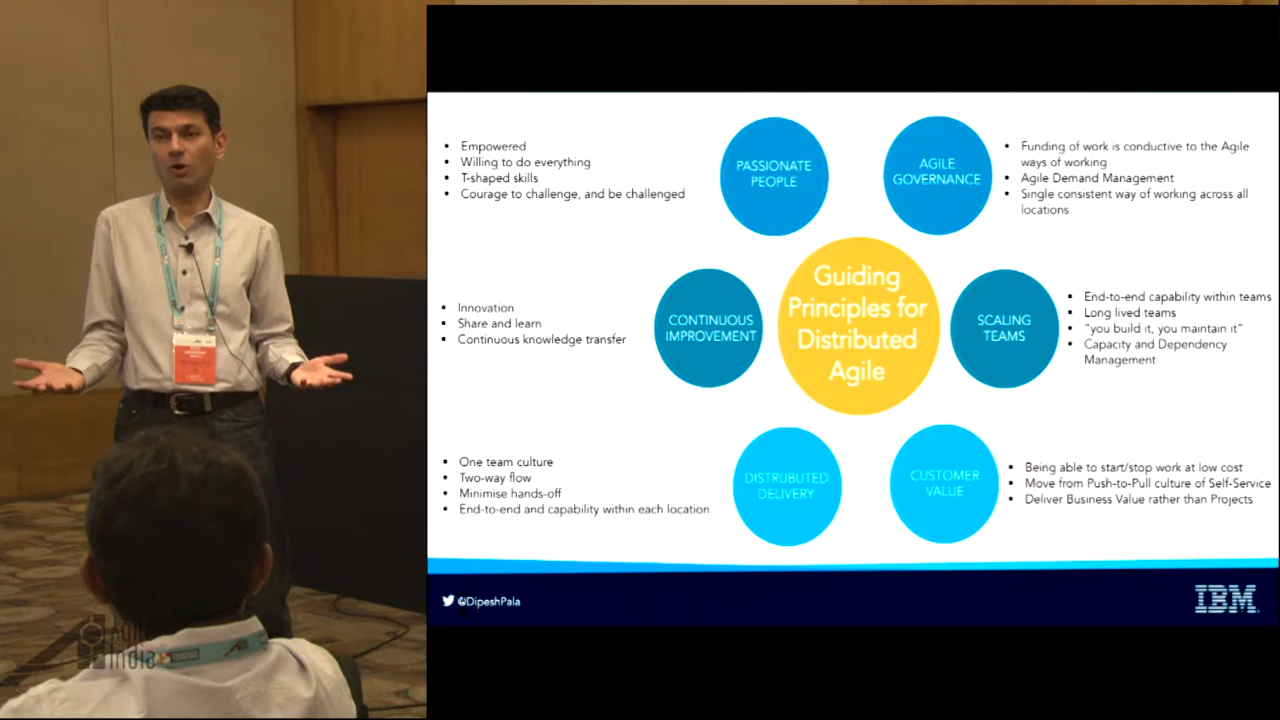 Empowered
Willing to do everything
T-shaped skills
Courage to challenge, and be challenged
PASSIONATE
PEOPLE
AGILE
GOVERNANCE
Funding of work is conductive to the Agile
ways of working
Agile Demand Management
Single consistent way of working across all
locations
Innovation
Share and learn
Continuous knowledge transfer
CONTINUOUS
IMPROVEMENT
Guiding
Principles for
Distributed
Agile
SCALING
TEAMS
End-to-end capability within teams
Long lived teams
“you build it, you maintain it”
Capacity and Dependency
Management
One team culture
Two-way flow
Minimise hands-off
End-to-end and capability within each location
DISTRUBUTED
DELIVERY
CUSTOMER
VALUE
Being able to start/stop work at low cost
Move from Push-to-Pull culture of Self-Service
Deliver Business Value rather than Projects
@DipeshPala
IBM
Agile
India